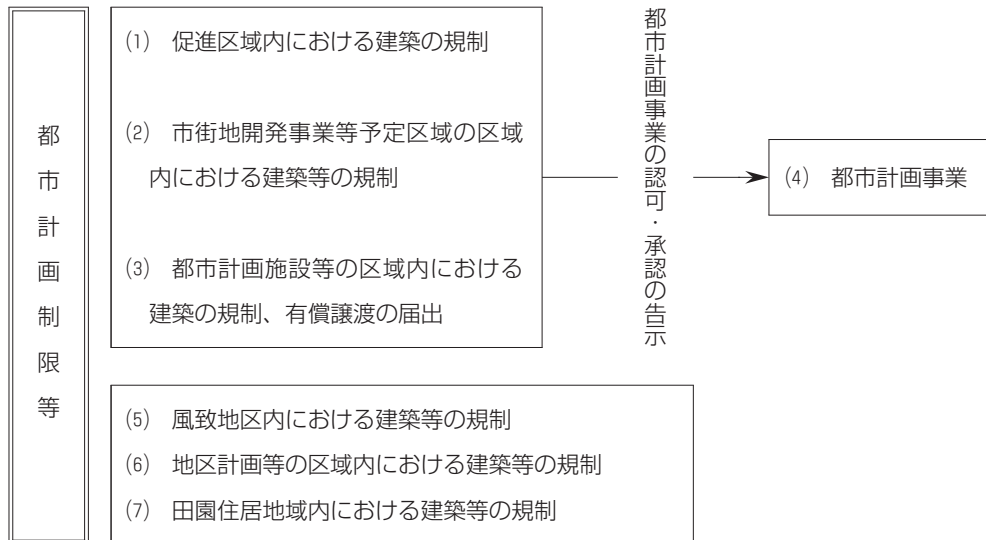 都市計画制限等
⑴ 促進区域内における建築の規制
⑵ 市街地開発事業等予定区域の区域
内における建築等の規制
⑶ 都市計画施設等の区域内における
建築の規制、有償譲渡の届出
都市計画事業の認可・承認の告示
⑷ 都市計画事業
⑸ 風致地区内における建築等の規制
⑹ 地区計画等の区域内における建築等の規制
⑺ 田園住居地域内における建築等の規制